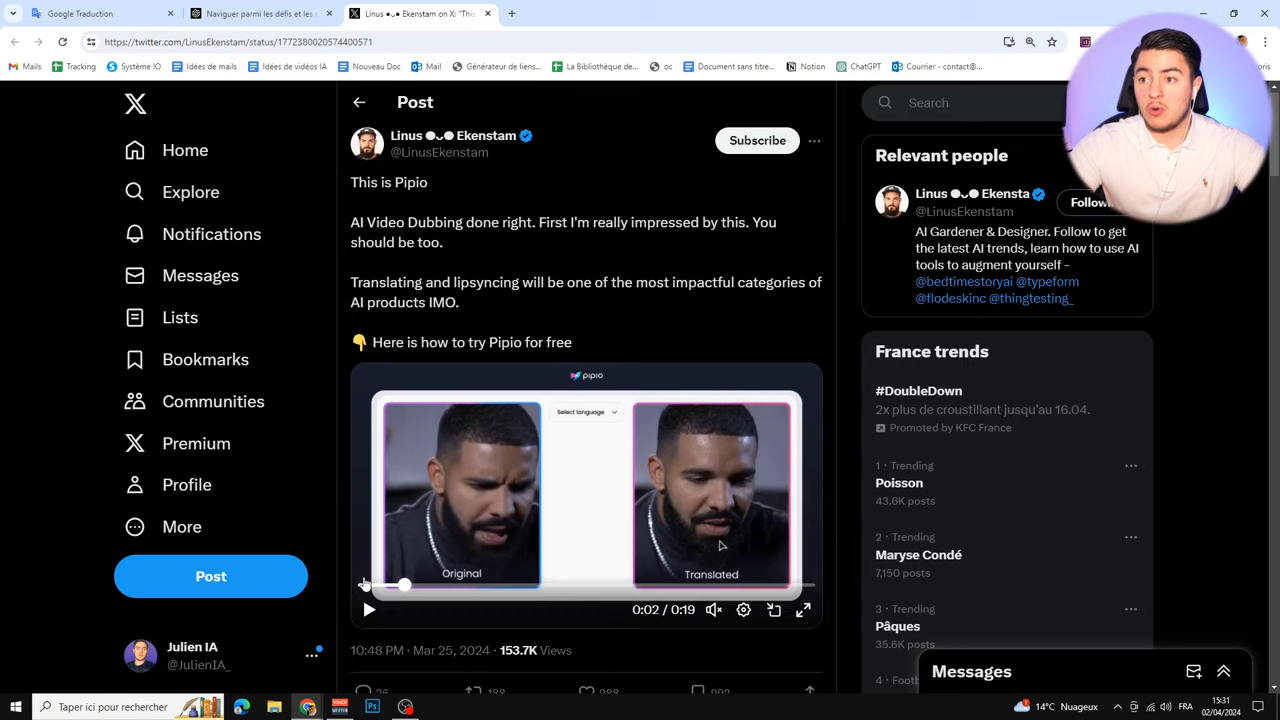 Google Traduction
Naviguer parmi les défis et les
Linus ●ᴗ● Ekenstam on X: "This
https://twitter.com/LinusEkenstam/status/1772380020574400571
Mails
Tracking
Système IO
Idées de mails
Idées de vidéos IA
Nouveau Doc
Mail
Générateur de liens...
La Bibliothèque de...
oc
Document sans titre...
Notion
ChatGPT
Courrier - contact@...
Home
Explore
Notifications
Messages
Lists
Bookmarks
Communities
Premium
Profile
More
Post
Julien IA
@JulienIA_
Post
Linus ●ᴗ● Ekenstam
@LinusEkenstam
Subscribe
This is Pipio
AI Video Dubbing done right. First I'm really impressed by this. You
should be too.
Translating and lipsyncing will be one of the most impactful categories of
AI products IMO.
👇 Here is how to try Pipio for free
pipio
Select language
Original
Translated
0:02 / 0:19
10:48 PM · Mar 25, 2024 · 153.7K Views
26
188
988
992
Search
Relevant people
Linus ●ᴗ● Ekensta
@LinusEkenstam
AI Gardener & Designer. Follow to get
the latest AI trends, learn how to use AI
tools to augment yourself -
@bedtimestoryai @typeform
@flodeskinc @thingtesting_
France trends
#DoubleDown
2x plus de croustillant jusqu'au 16.04.
Promoted by KFC France
1 · Trending
Poisson
43.6K posts
2 · Trending
Maryse Condé
7,150 posts
3 · Trending
Pâques
35.6K posts
Messages
Taper ici pour rechercher
14°C Nuageux
FRA
15:31
02/04/2024